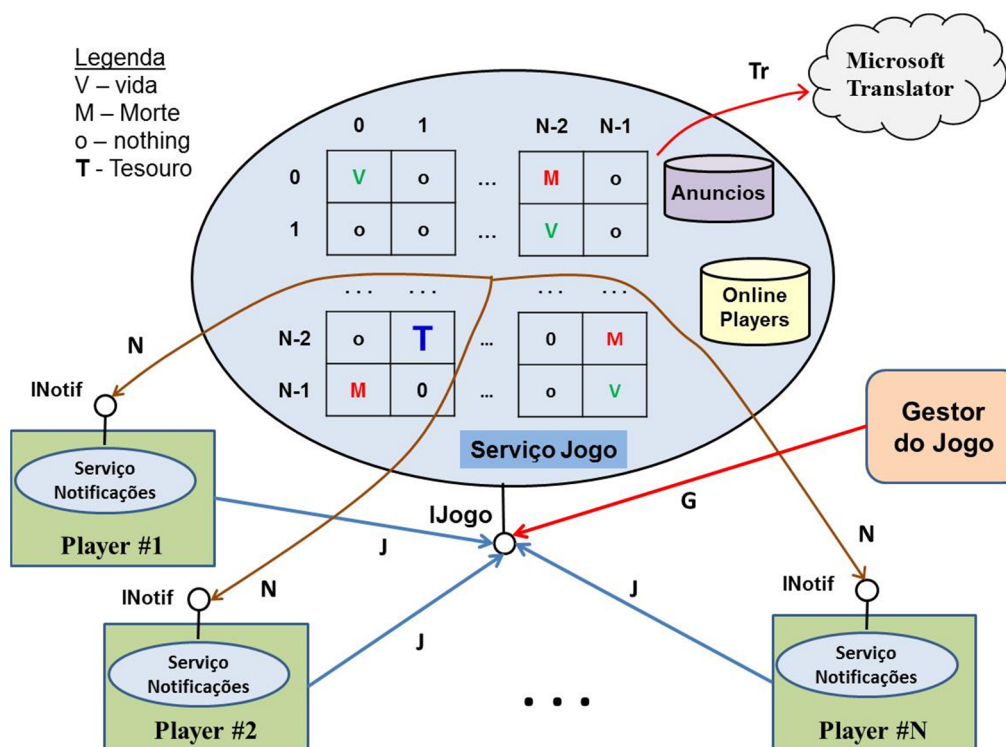 Legenda
V – vida
M – Morte
o – nothing
T - Tesouro
Tr
Microsoft
Translator
0 1 N-2 N-1
0 V o ... M o
1 o o ... V o
Anuncios
... ... ... ...
Online
Players
N-2 o T ... 0 M
N-1 M 0 ... o V
N
INotif
Serviço
Notificações
Player #1
Serviço Jogo
Gestor
do Jogo
IJogo
G
J
N
INotif
N
J
J
INotif
Serviço
Notificações
Player #2
...
Serviço
Notificações
Player #N